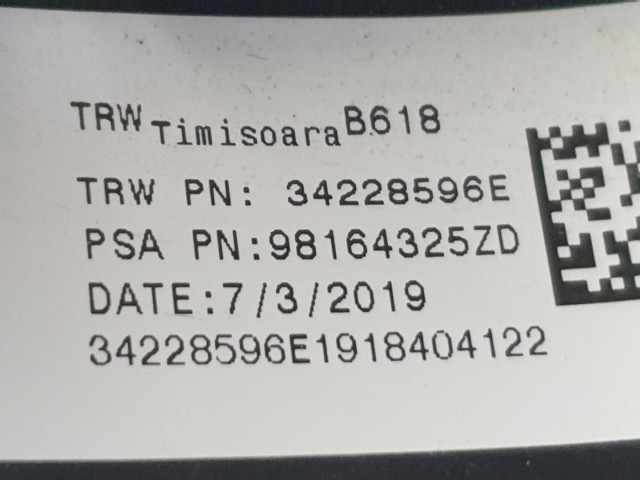 TRW Timisoara B618
TRW PN: 34228596E
PSA PN:98164325ZD
DATE:7/3/2019
34228596E1918404122